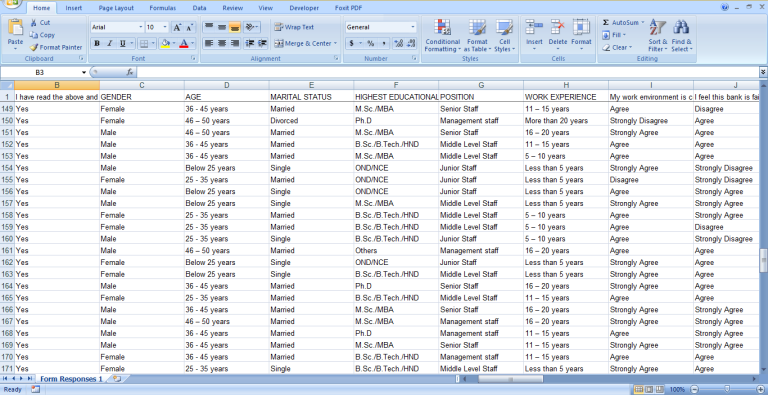 Home Insert Page Layout Formulas Data Review View Developer Foxit PDF
Cut
Copy
Format Painter
Paste
Clipboard
Arial 10
B I U
Font
Wrap Text
Merge & Center
Alignment
General
$ % ,
Number
Conditional Formatting
Format as Table
Cell Styles
Styles
Insert Delete Format
Cells
Σ AutoSum
Fill
Clear
Sort & Filter
Find & Select
Editing
B3
B C D E F G H I J
1 I have read the above and GENDER AGE MARITAL STATUS HIGHEST EDUCATIONAL POSITION WORK EXPERIENCE My work environment is c I feel this bank is fai
149 Yes Female 36 - 45 years Married M.Sc./MBA Senior Staff 11 – 15 years Agree Disagree
150 Yes Female 46 – 50 years Divorced Ph.D Management staff More than 20 years Strongly Disagree Agree
151 Yes Male 46 – 50 years Married M.Sc./MBA Senior Staff 16 – 20 years Strongly Agree Agree
152 Yes Male 36 - 45 years Married B.Sc./B.Tech./HND Middle Level Staff 11 – 15 years Agree Agree
153 Yes Male 36 - 45 years Married M.Sc./MBA Middle Level Staff 5 – 10 years Agree Agree
154 Yes Male Below 25 years Single OND/NCE Junior Staff Less than 5 years Strongly Agree Strongly Disagree
155 Yes Female 25 - 35 years Married OND/NCE Junior Staff Less than 5 years Disagree Strongly Disagree
156 Yes Male Below 25 years Single OND/NCE Junior Staff Less than 5 years Agree Strongly Agree
157 Yes Male Below 25 years Single M.Sc./MBA Middle Level Staff Less than 5 years Strongly Agree Agree
158 Yes Female 25 - 35 years Married B.Sc./B.Tech./HND Middle Level Staff 5 – 10 years Agree Strongly Agree
159 Yes Female 25 - 35 years Married B.Sc./B.Tech./HND Middle Level Staff 5 – 10 years Agree Disagree
160 Yes Male 25 - 35 years Single B.Sc./B.Tech./HND Junior Staff 5 – 10 years Agree Strongly Disagree
161 Yes Male 46 – 50 years Married Others Management staff 16 – 20 years Agree Agree
162 Yes Female Below 25 years Single OND/NCE Junior Staff Less than 5 years Strongly Agree Agree
163 Yes Male Below 25 years Single B.Sc./B.Tech./HND Middle Level Staff Less than 5 years Strongly Agree Strongly Agree
164 Yes Male 36 - 45 years Married Ph.D Senior Staff 16 – 20 years Strongly Agree Agree
165 Yes Female 25 - 35 years Married B.Sc./B.Tech./HND Middle Level Staff 11 – 15 years Agree Agree
166 Yes Male 36 - 45 years Married M.Sc./MBA Senior Staff 16 – 20 years Strongly Agree Strongly Agree
167 Yes Male 46 – 50 years Married M.Sc./MBA Management staff 16 – 20 years Strongly Agree Strongly Agree
168 Yes Male 46 – 50 years Married Ph.D Management staff 11 – 15 years Strongly Agree Agree
169 Yes Male 36 - 45 years Married M.Sc./MBA Senior Staff 11 – 15 years Strongly Agree Strongly Agree
170 Yes Female 36 - 45 years Married B.Sc./B.Tech./HND Management staff 11 – 15 years Agree Agree
171 Yes Female 25 - 35 years Single B.Sc./B.Tech./HND Middle Level Staff Less than 5 years Strongly Agree Strongly Agree
Form Responses 1
Ready 100%